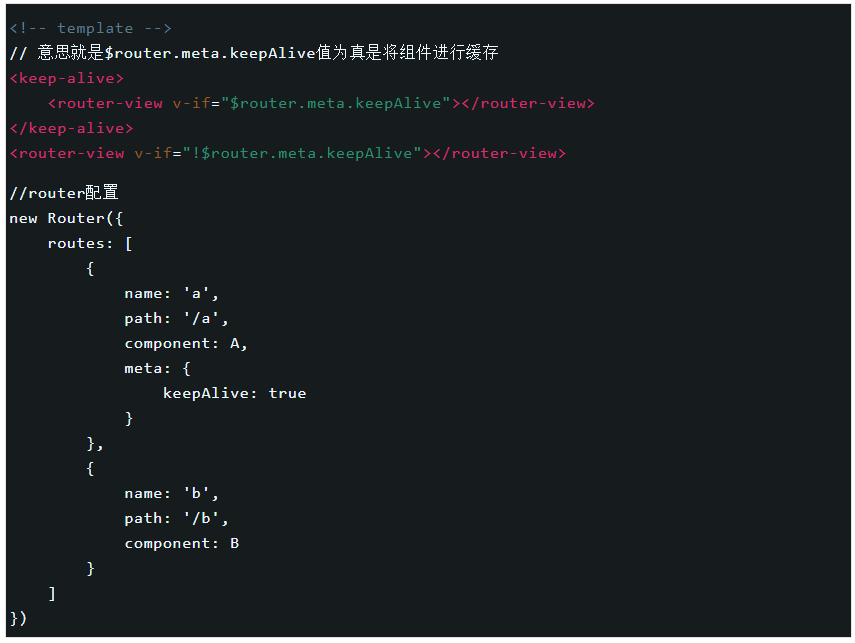 <!-- template -->
// 意思就是$router.meta.keepAlive值为真是将组件进行缓存
<keep-alive>
    <router-view v-if="$router.meta.keepAlive"></router-view>
</keep-alive>
<router-view v-if="!$router.meta.keepAlive"></router-view>
//router配置
new Router({
    routes: [
        {
            name: 'a',
            path: '/a',
            component: A,
            meta: {
                keepAlive: true
            }
        },
        {
            name: 'b',
            path: '/b',
            component: B
        }
    ]
})